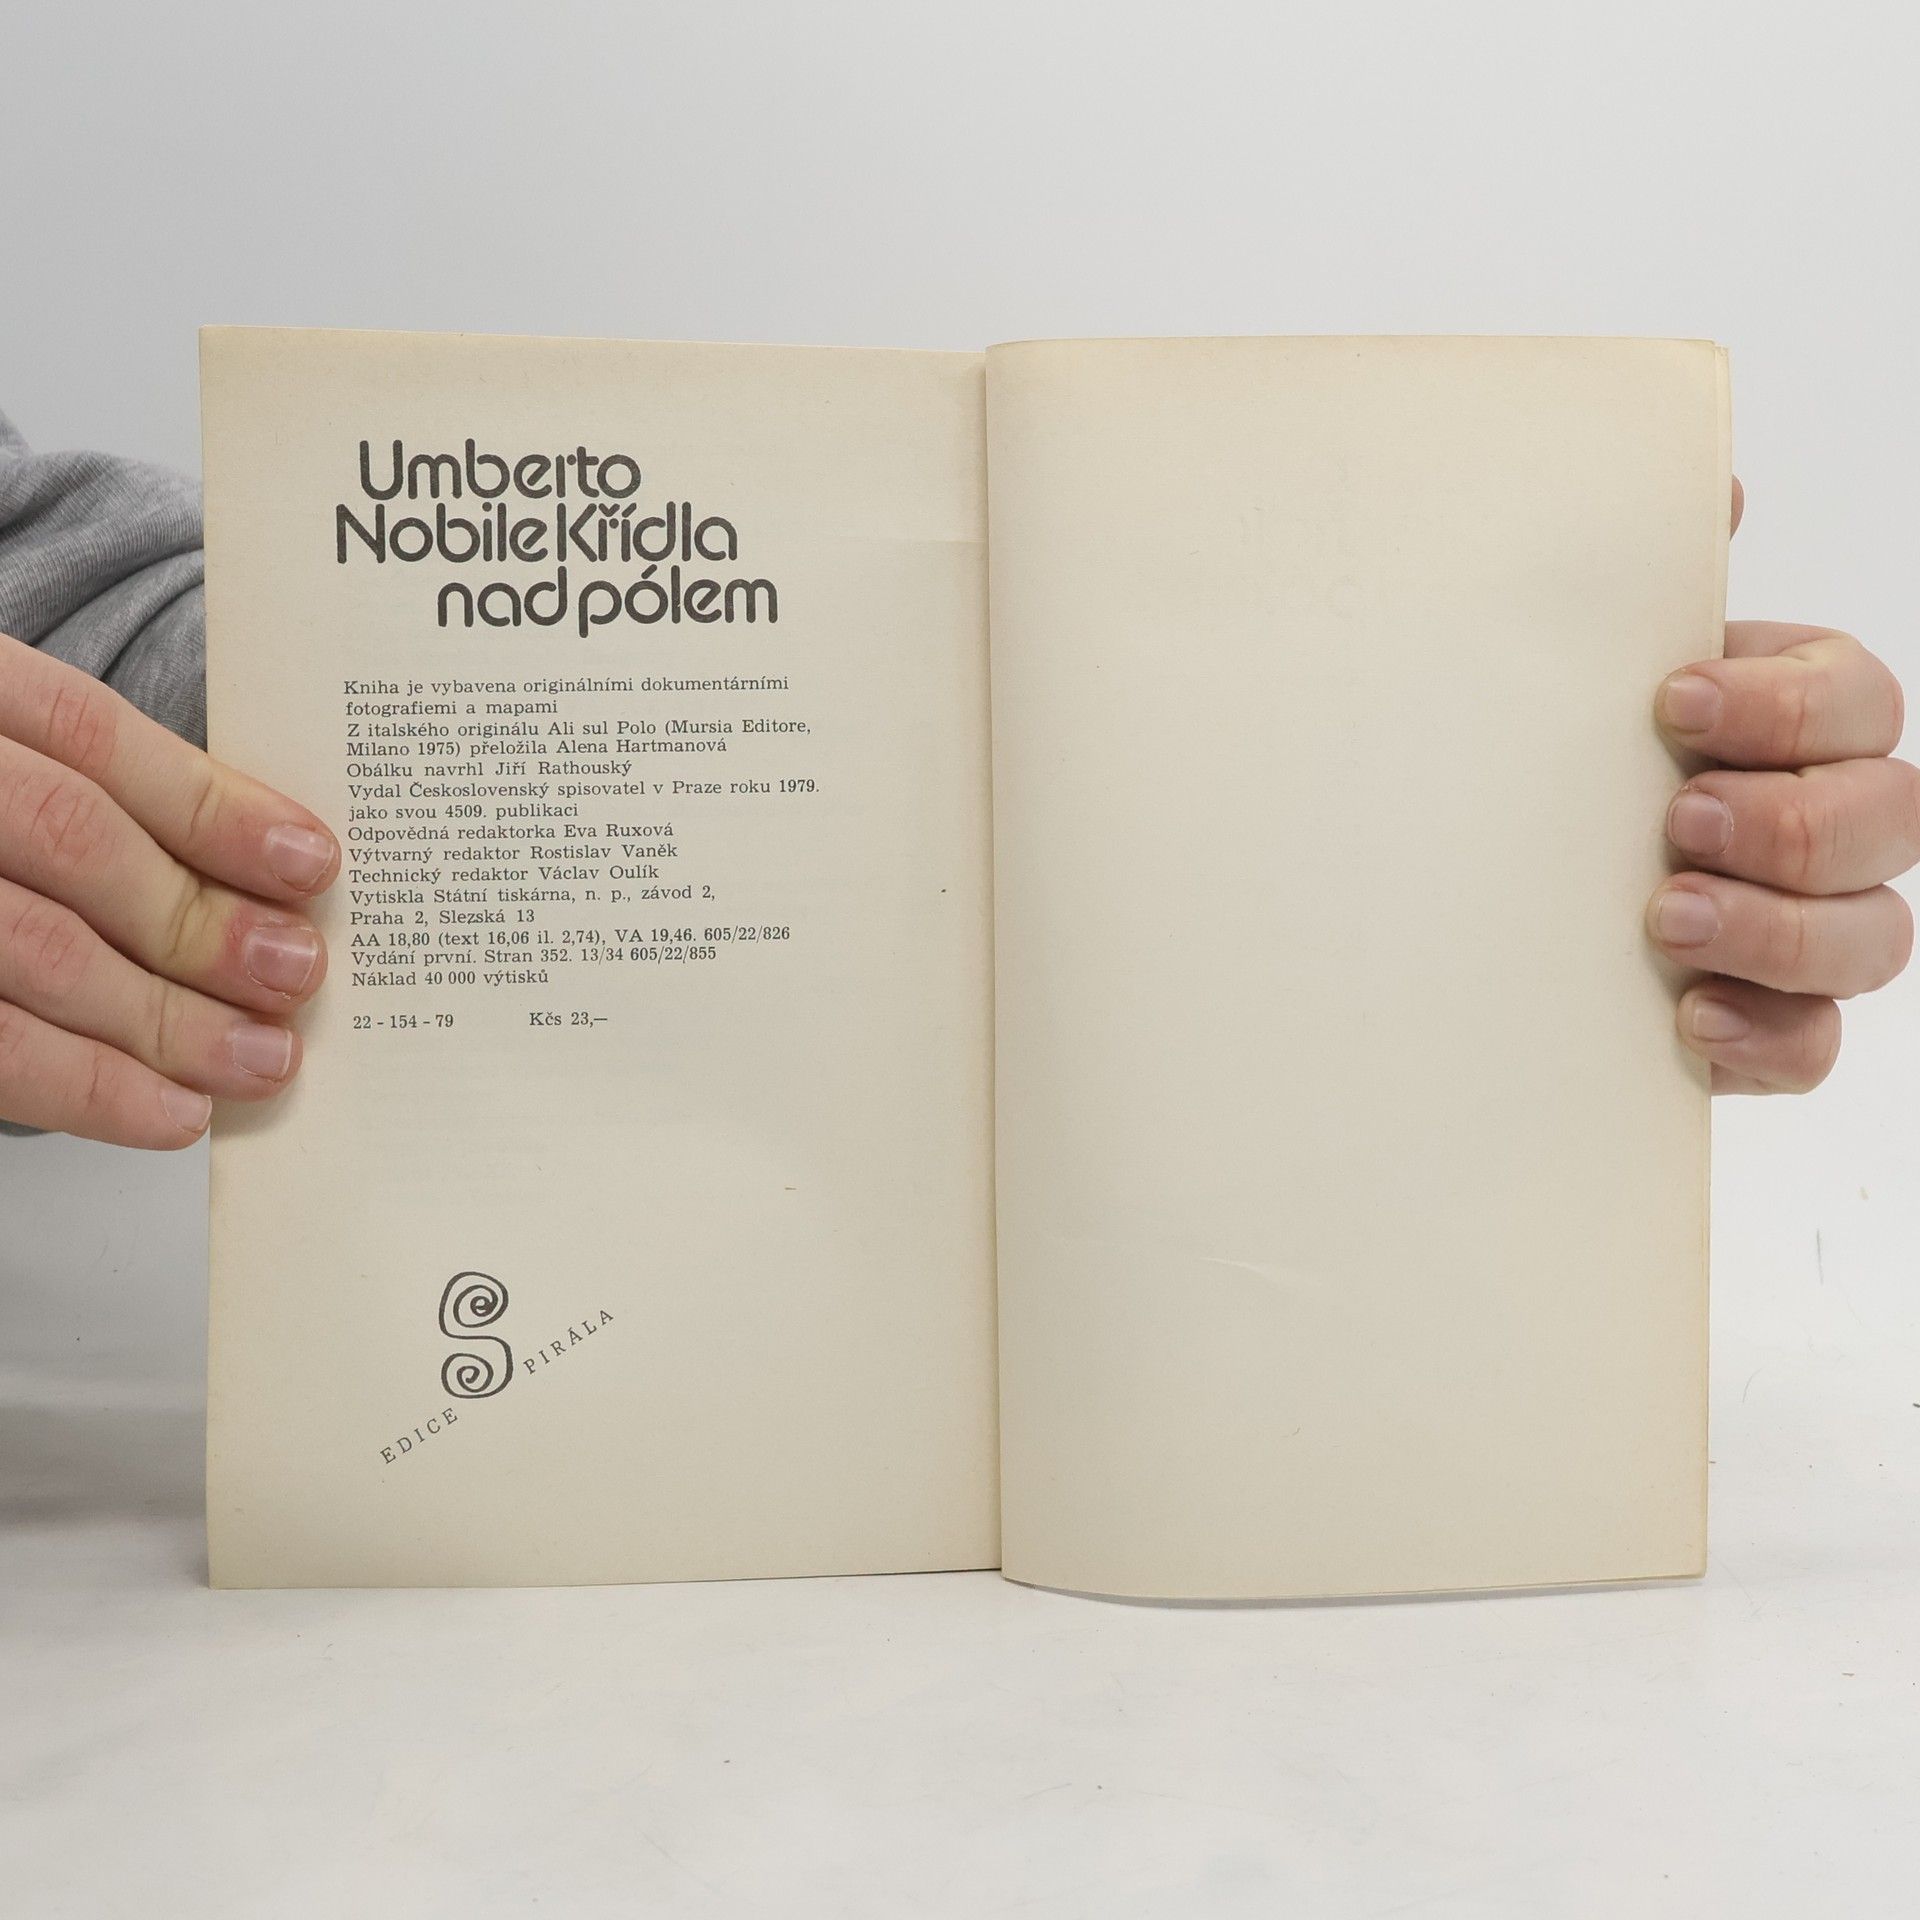 Umberto
Nobile Křídla
nad pólem
Kniha je vybavena originálními dokumentárními
fotografiemi a mapami
Z italského originálu Ali sul Polo (Mursia Editore,
Milano 1975) přeložila Alena Hartmanová
Obálku navrhl Jiří Rathouský
Vydal Československý spisovatel v Praze roku 1979.
jako svou 4509. publikaci
Odpovědná redaktorka Eva Ruxová
Výtvarný redaktor Rostislav Vaněk
Technický redaktor Václav Oulík
Vytiskla Státní tiskárna, n. p., závod 2,
Praha 2, Slezská 13
AA 18,80 (text 16,06 il. 2,74), VA 19,46. 605/22/826
Vydání první. Stran 352. 13/34 605/22/855
Náklad 40 000 výtisků
22 - 154 - 79 Kčs 23,—
EDICE SPIRÁLA